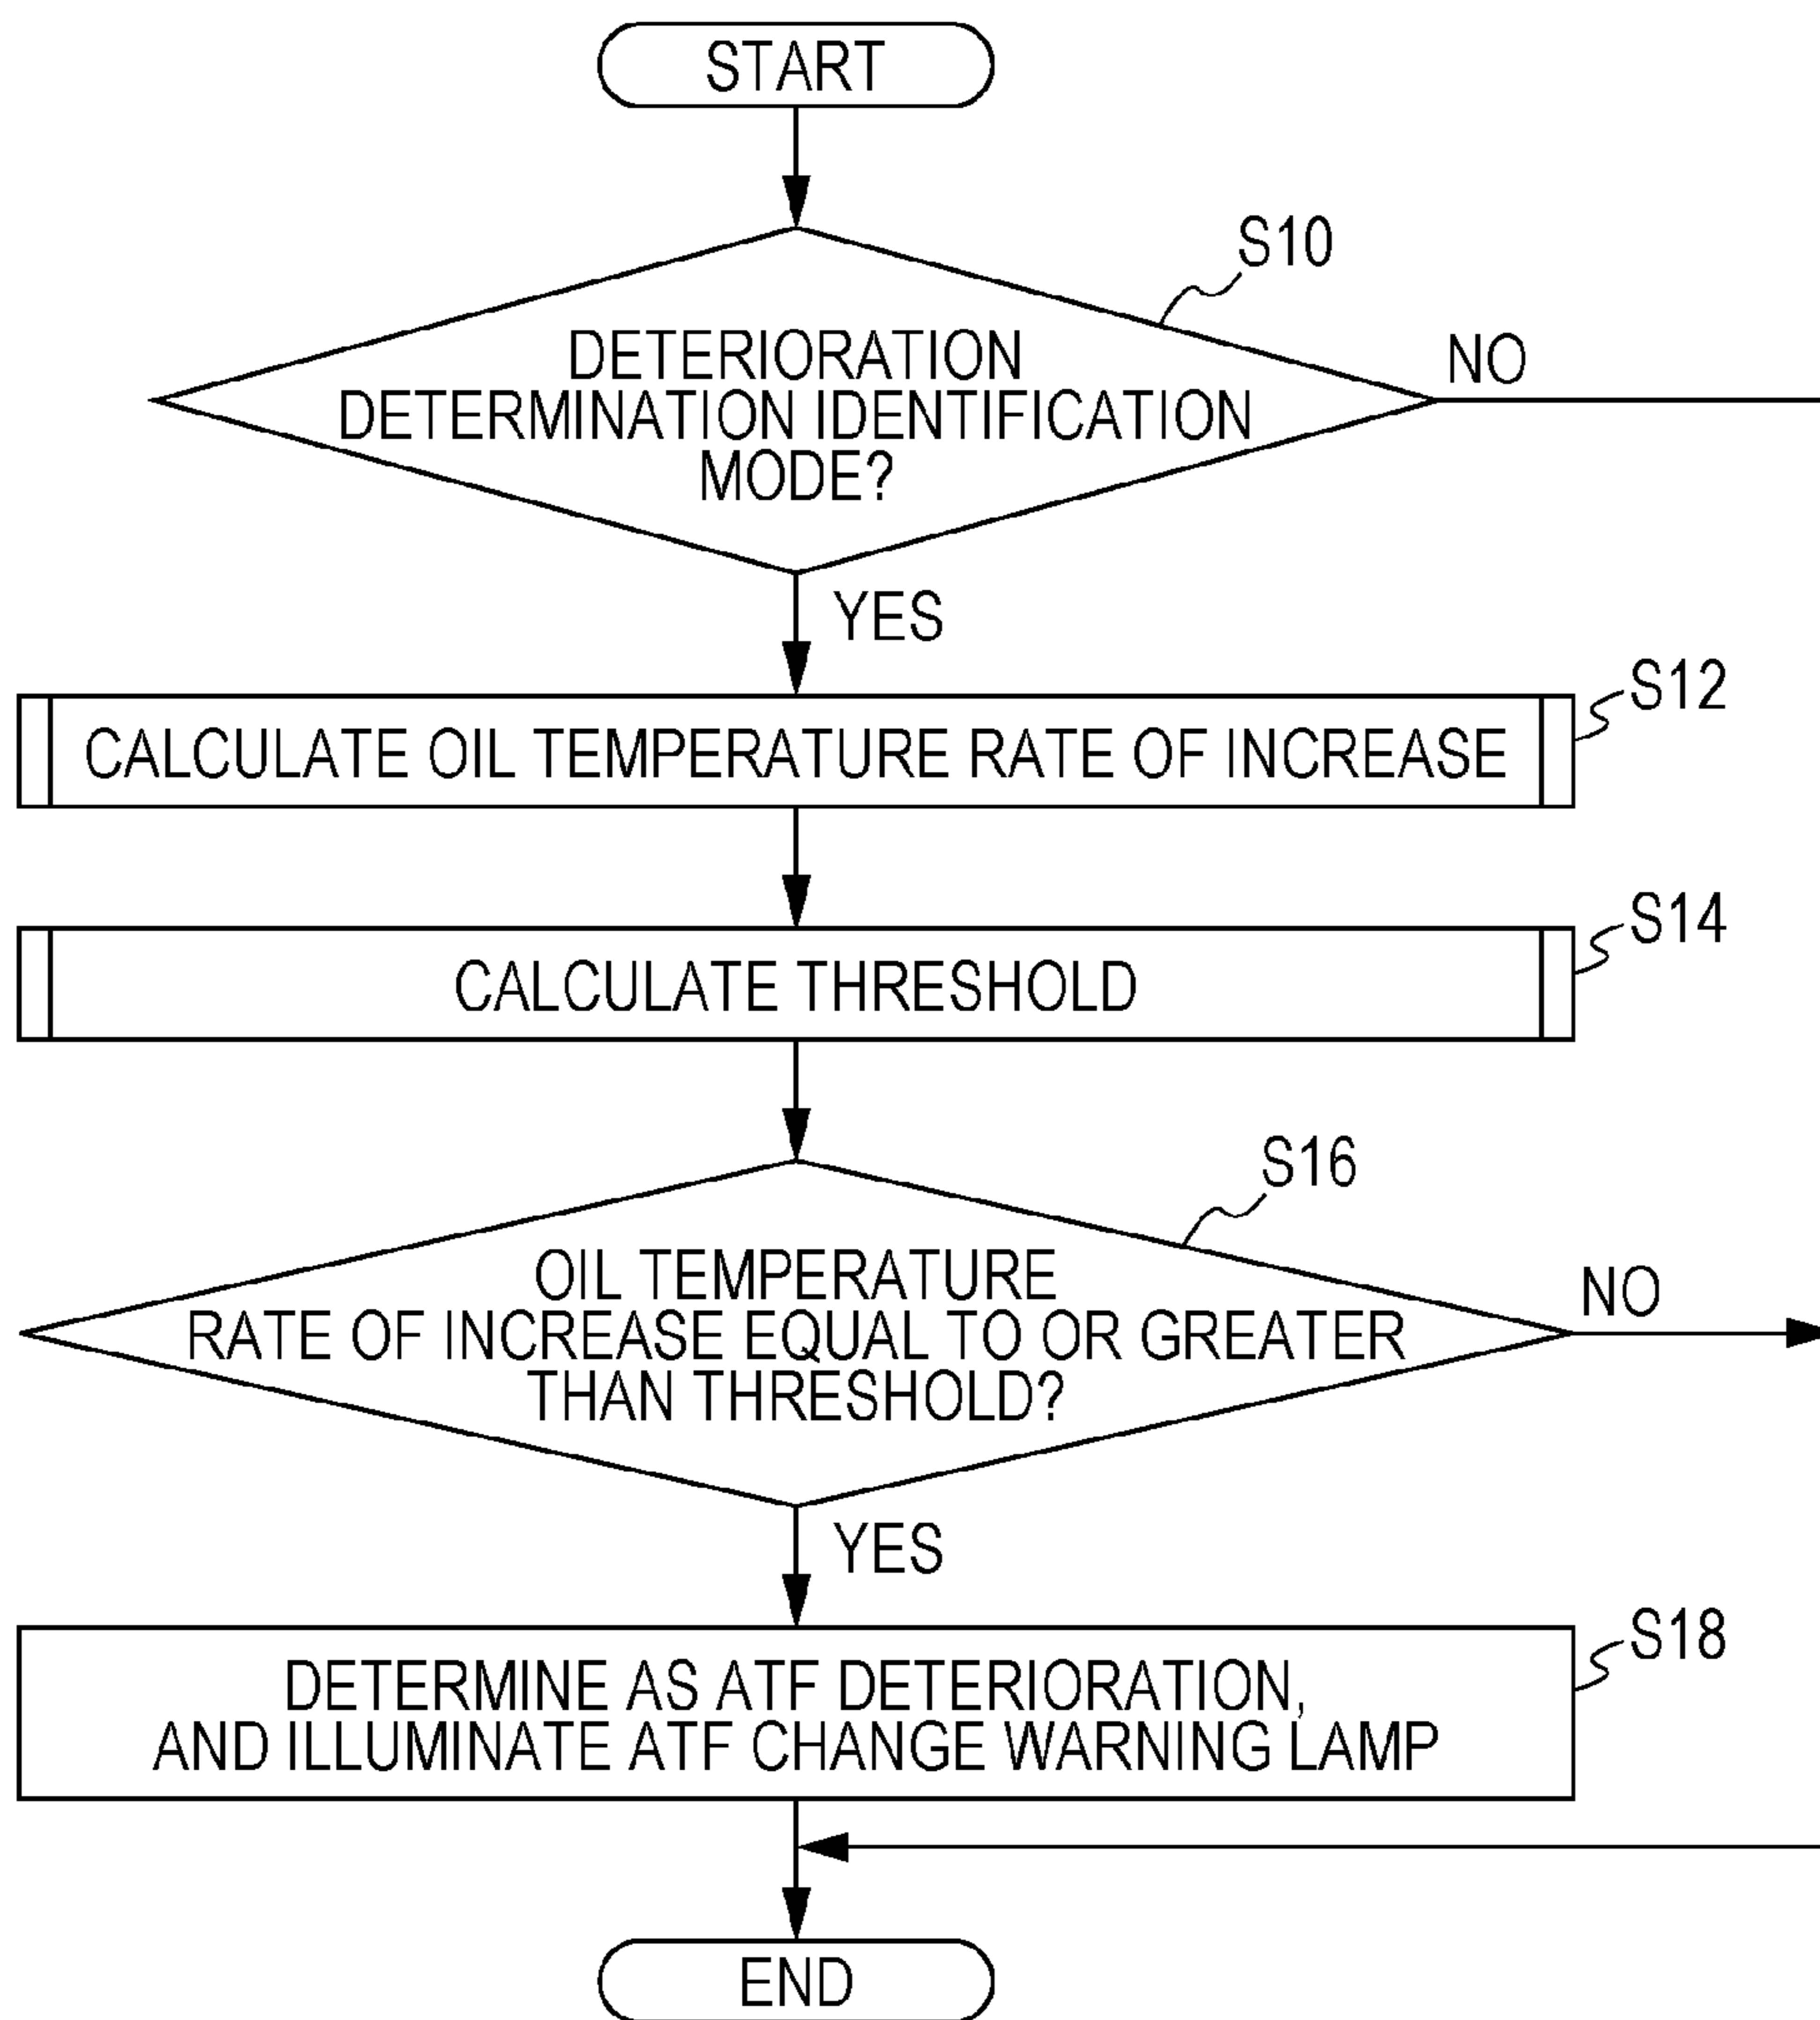 START
S10
DETERIORATION
DETERMINATION IDENTIFICATION
MODE?
NO
YES
S12
CALCULATE OIL TEMPERATURE RATE OF INCREASE
S14
CALCULATE THRESHOLD
S16
OIL TEMPERATURE
RATE OF INCREASE EQUAL TO OR GREATER
THAN THRESHOLD?
NO
YES
S18
DETERMINE AS ATF DETERIORATION,
AND ILLUMINATE ATF CHANGE WARNING LAMP
END